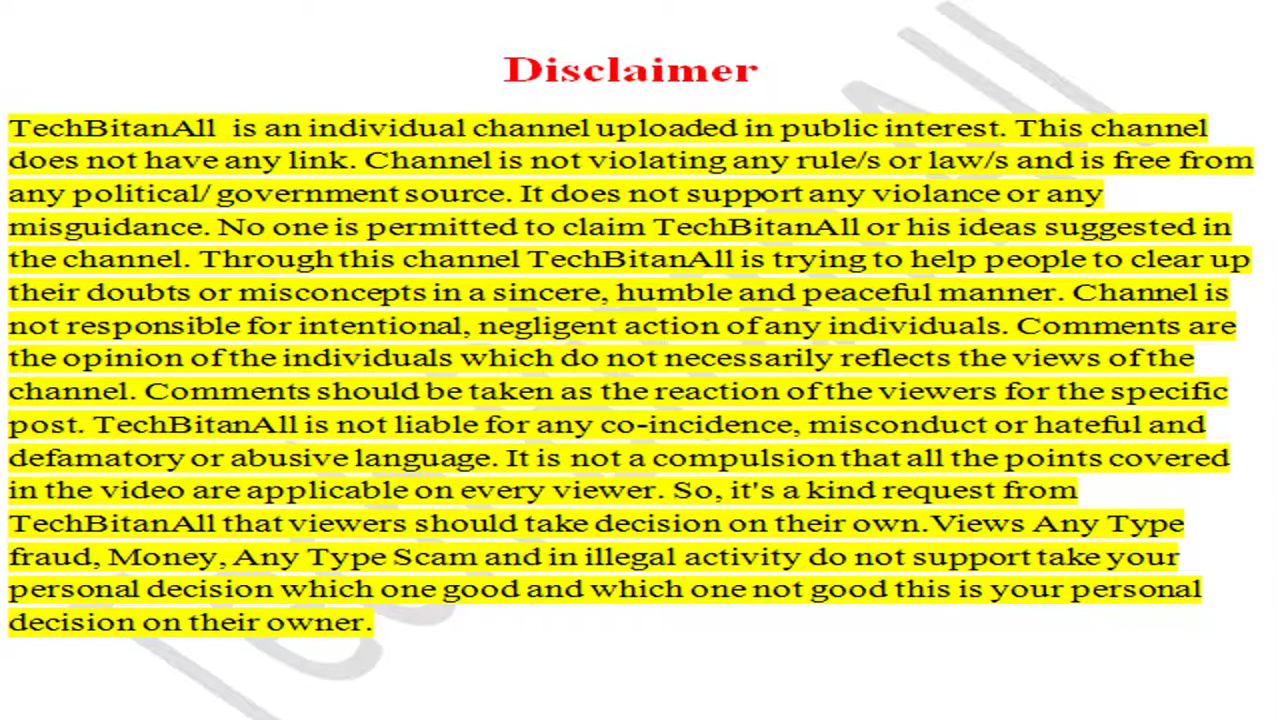 Disclaimer
TechBitanAll is an individual channel uploaded in public interest. This channel
does not have any link. Channel is not violating any rule/s or law/s and is free from
any political/ government source. It does not support any violance or any
misguidance. No one is permitted to claim TechBitanAll or his ideas suggested in
the channel. Through this channel TechBitanAll is trying to help people to clear up
their doubts or misconcepts in a sincere, humble and peaceful manner. Channel is
not responsible for intentional, negligent action of any individuals. Comments are
the opinion of the individuals which do not necessarily reflects the views of the
channel. Comments should be taken as the reaction of the viewers for the specific
post. TechBitanAll is not liable for any co-incidence, misconduct or hateful and
defamatory or abusive language. It is not a compulsion that all the points covered
in the video are applicable on every viewer. So, it's a kind request from
TechBitanAll that viewers should take decision on their own.Views Any Type
fraud, Money, Any Type Scam and in illegal activity do not support take your
personal decision which one good and which one not good this is your personal
decision on their owner.